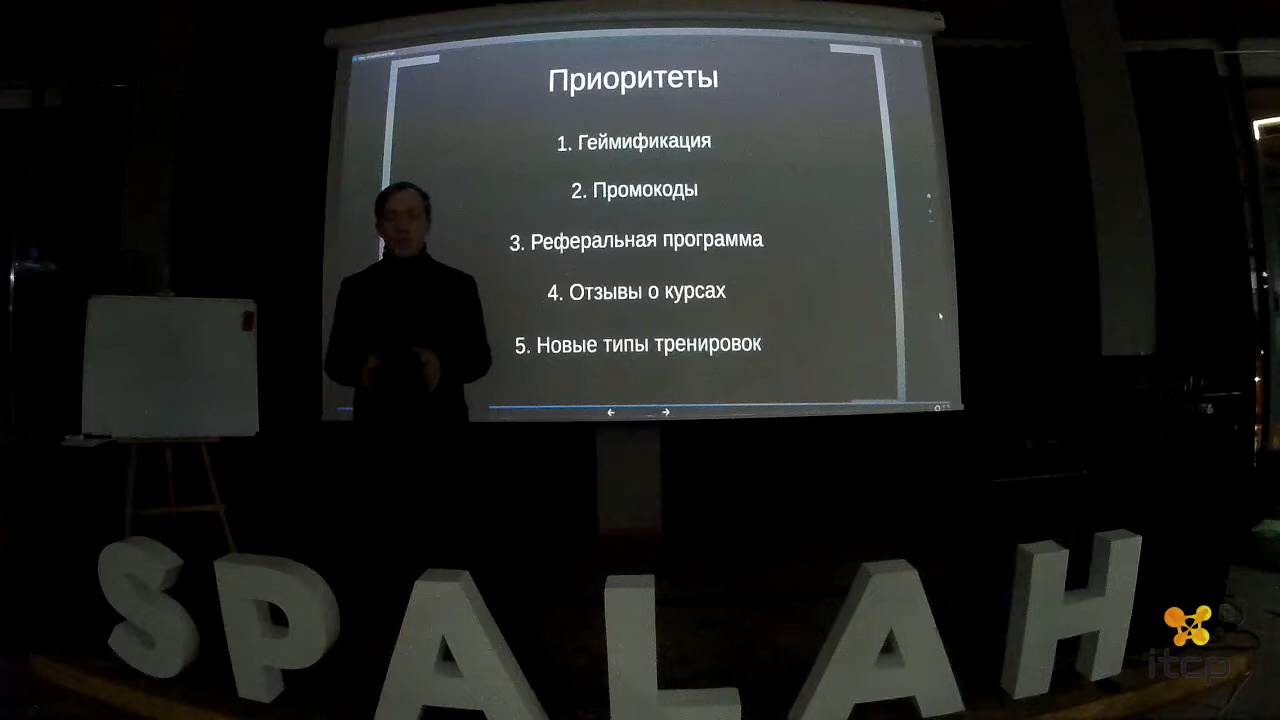 Приоритеты
1. Геймификация
2. Промокоды
3. Реферальная программа
4. Отзывы о курсах
5. Новые типы тренировок
SPALAH
itcp